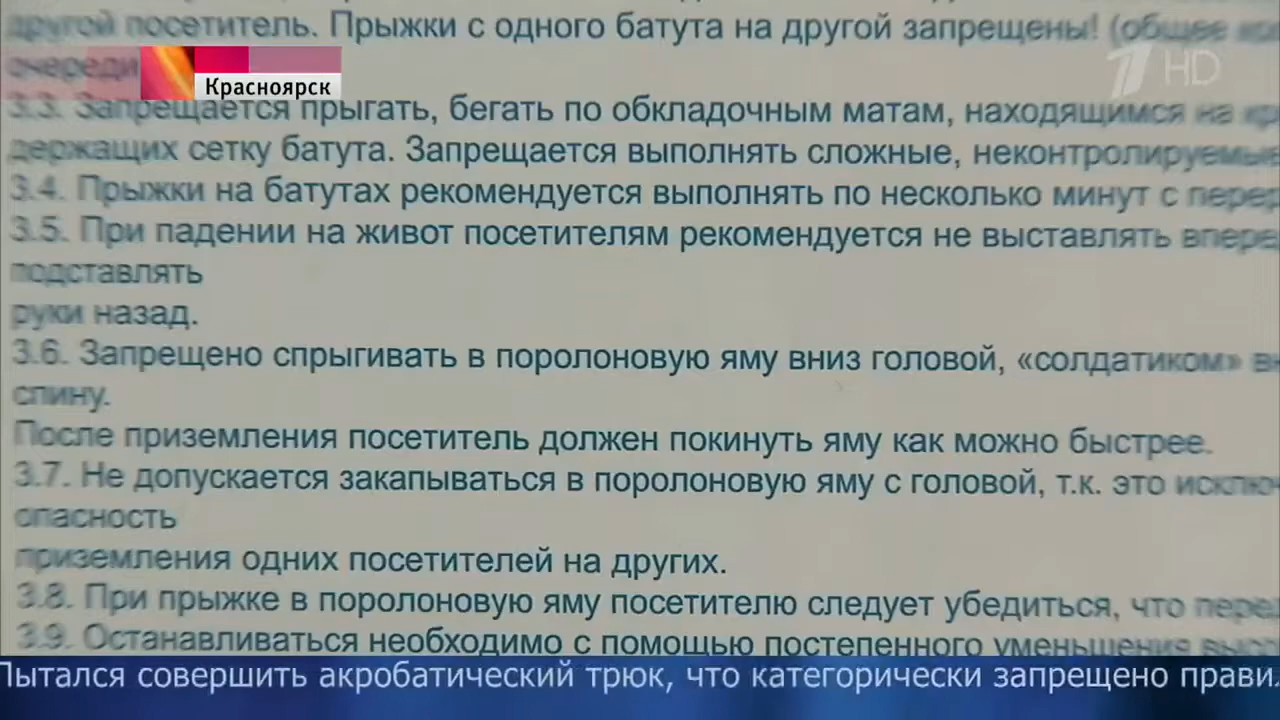 другой посетитель. Прыжки с одного батута на другой запрещены! (общее
очереди
Красноярск
HD
3.3. Запрещается прыгать, бегать по обкладочным матам, находящимся на
держащих сетку батута. Запрещается выполнять сложные, неконтролируемые
3.4. Прыжки на батутах рекомендуется выполнять по несколько минут с
3.5. При падении на живот посетителям рекомендуется не выставлять
подставлять
руки назад.
3.6. Запрещено спрыгивать в поролоновую яму вниз головой, «солдатиком»
спину.
После приземления посетитель должен покинуть яму как можно быстрее.
3.7. Не допускается закапываться в поролоновую яму с головой, т.к. это
опасность
приземления одних посетителей на других.
3.8. При прыжке в поролоновую яму посетителю следует убедиться, что
3.9. Останавливаться необходимо с помощью постепенного уменьшения
Пытался совершить акробатический трюк, что категорически запрещено прави